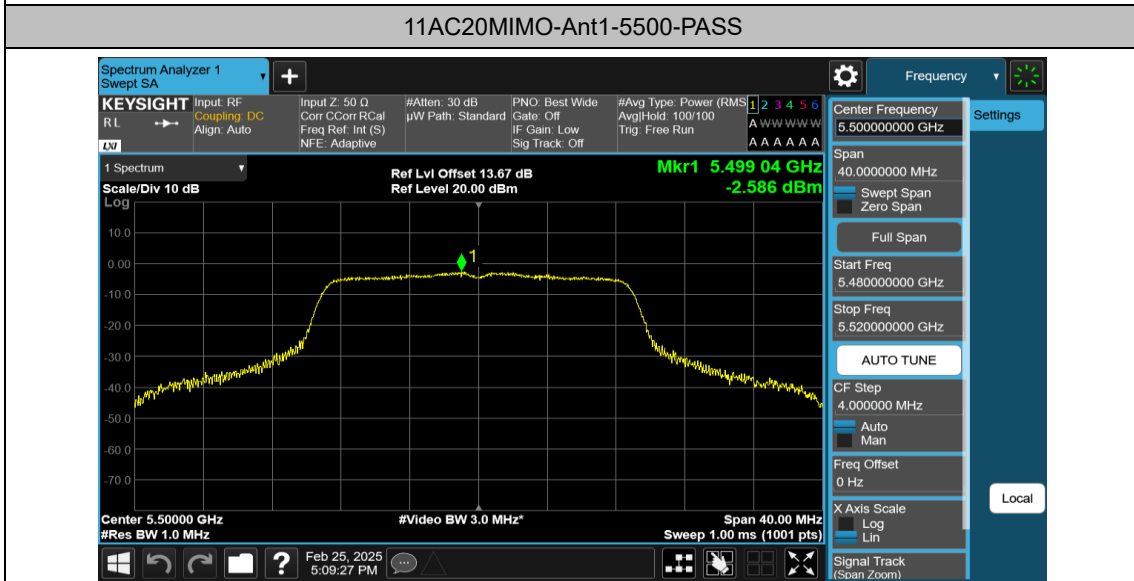 11AC20MIMO-Ant1-5500-PASS
Spectrum Analyzer 1
Swept SA
Frequency
KEYSIGHT
R L
LXI
Input: RF
Coupling: DC
Align: Auto
Input Z: 50 Ω
Corr CCorr RCal
Freq Ref: Int (S)
NFE: Adaptive
#Atten: 30 dB
µW Path: Standard
PNO: Best Wide
Gate: Off
IF Gain: Low
Sig Track: Off
#Avg Type: Power (RMS
Avg|Hold: 100/100
Trig: Free Run
1 2 3 4 5 6
A W W W W W
A A A A A A
1 Spectrum
Scale/Div 10 dB
Log
Ref Lvl Offset 13.67 dB
Ref Level 20.00 dBm
Mkr1 5.499 04 GHz
-2.586 dBm
1
10.0
0.00
-10.0
-20.0
-30.0
-40.0
-50.0
-60.0
-70.0
Center 5.50000 GHz
#Res BW 1.0 MHz
#Video BW 3.0 MHz*
Span 40.00 MHz
Sweep 1.00 ms (1001 pts)
?
Feb 25, 2025
5:09:27 PM
Center Frequency
5.500000000 GHz
Span
40.0000000 MHz
Swept Span
Zero Span
Full Span
Start Freq
5.480000000 GHz
Stop Freq
5.520000000 GHz
AUTO TUNE
CF Step
4.000000 MHz
Auto
Man
Freq Offset
0 Hz
X Axis Scale
Log
Lin
Signal Track
(Span Zoom)
Settings
Local